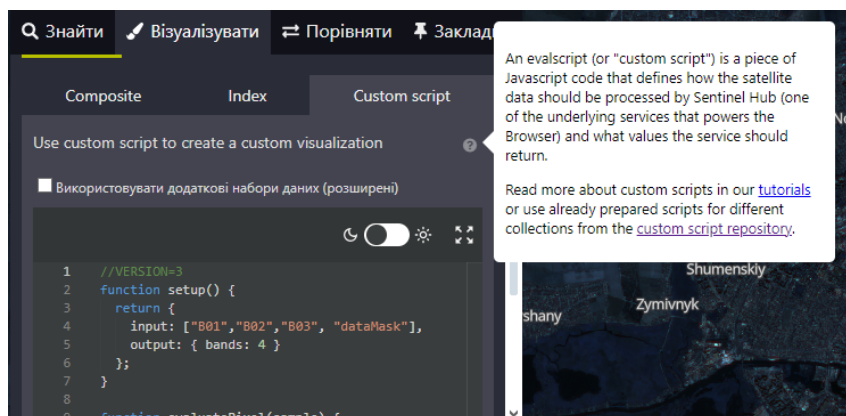 Знайти Візуалізувати Порівняти Заклад
Composite Index Custom script
Use custom script to create a custom visualization
Використовувати додаткові набори даних (розширені)
1 //VERSION=3
2 function setup() {
3 return {
4 input: ["B01","B02","B03", "dataMask"],
5 output: { bands: 4 }
6 };
7 }
8
An evalscript (or "custom script") is a piece of
Javascript code that defines how the satellite
data should be processed by Sentinel Hub (one
of the underlying services that powers the
Browser) and what values the service should
return.
Read more about custom scripts in our tutorials
or use already prepared scripts for different
collections from the custom script repository.
Shumenskiy
Zymivnyk
shany